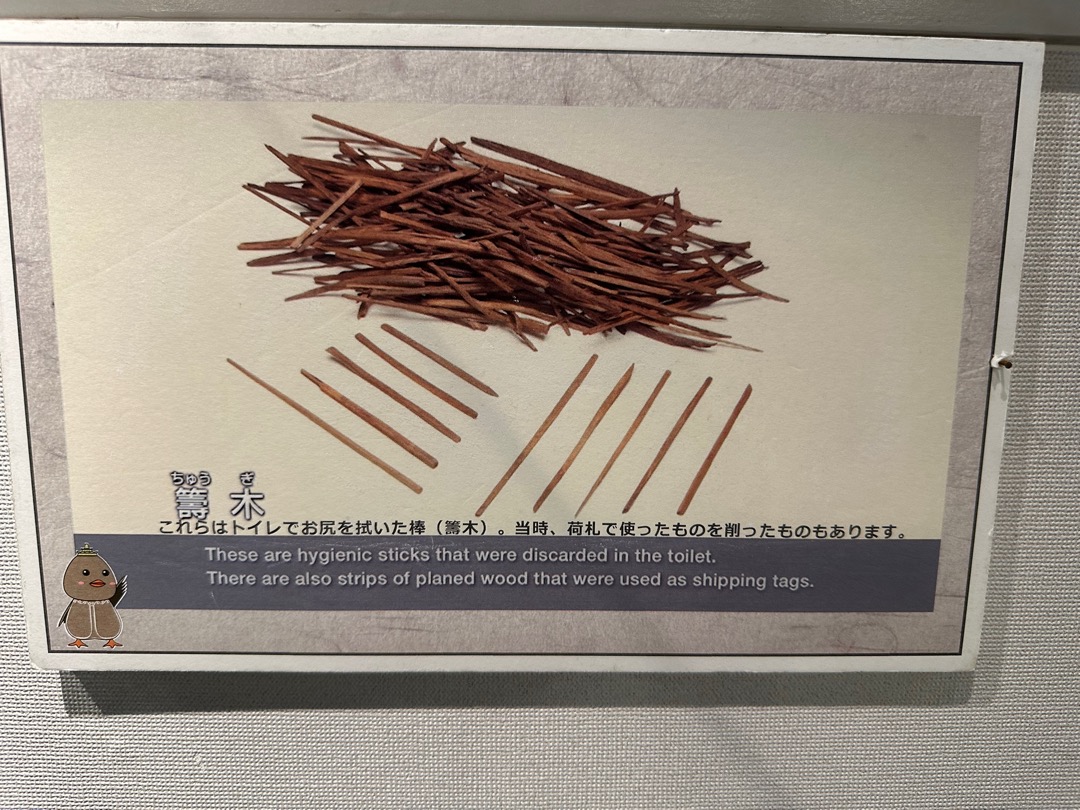 ちゅう ぎ
籌 木
これらはトイレでお尻を拭いた棒（籌木）。当時、荷札で使ったものを削ったものもあります。
These are hygienic sticks that were discarded in the toilet.
There are also strips of planed wood that were used as shipping tags.